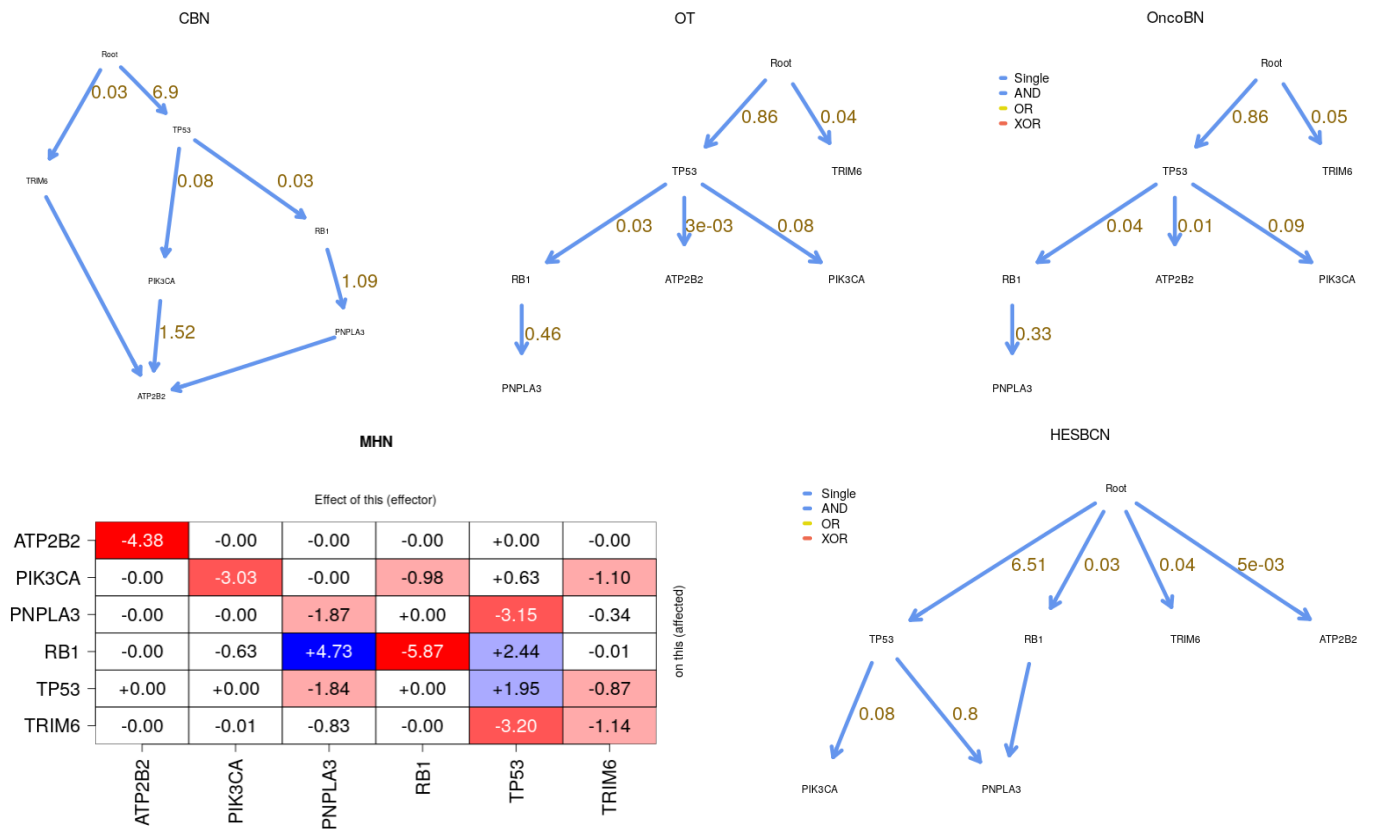 CBN
Root
0.03
6.9
TP53
TRIM6
0.08
0.03
RB1
PIK3CA
1.09
1.52
PNPLA3
ATP2B2
OT
Root
0.86
0.04
TP53
TRIM6
0.03
3e-03
0.08
RB1
ATP2B2
PIK3CA
0.46
PNPLA3
OncoBN
Single
AND
OR
XOR
Root
0.86
0.05
TP53
TRIM6
0.04
0.01
0.09
RB1
ATP2B2
PIK3CA
0.33
PNPLA3
MHN
Effect of this (effector)
ATP2B2 -4.38 -0.00 -0.00 -0.00 +0.00 -0.00
PIK3CA -0.00 -3.03 -0.00 -0.98 +0.63 -1.10
PNPLA3 -0.00 -0.00 -1.87 +0.00 -3.15 -0.34
RB1 -0.00 -0.63 +4.73 -5.87 +2.44 -0.01
TP53 +0.00 +0.00 -1.84 +0.00 +1.95 -0.87
TRIM6 -0.00 -0.01 -0.83 -0.00 -3.20 -1.14
ATP2B2
PIK3CA
PNPLA3
RB1
TP53
TRIM6
on this (affected)
HESBCN
Single
AND
OR
XOR
Root
6.51
0.03
0.04
5e-03
TP53
RB1
TRIM6
ATP2B2
0.08
0.8
PIK3CA
PNPLA3